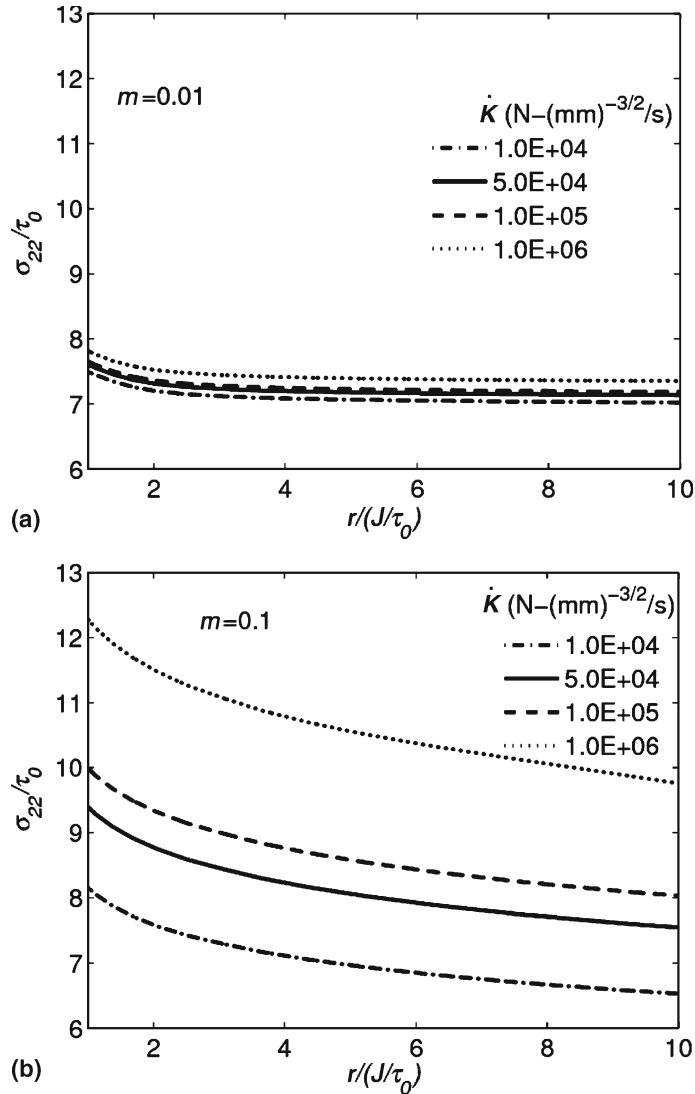 13
12
11
10
9
8
7
6
σ₂₂/τ₀
m=0.01
K̇ (N−(mm)⁻³/²/s)
1.0E+04
5.0E+04
1.0E+05
1.0E+06
2 4 6 8 10
r/(J/τ₀)
(a)
13
12
11
10
9
8
7
6
σ₂₂/τ₀
m=0.1
K̇ (N−(mm)⁻³/²/s)
1.0E+04
5.0E+04
1.0E+05
1.0E+06
2 4 6 8 10
r/(J/τ₀)
(b)